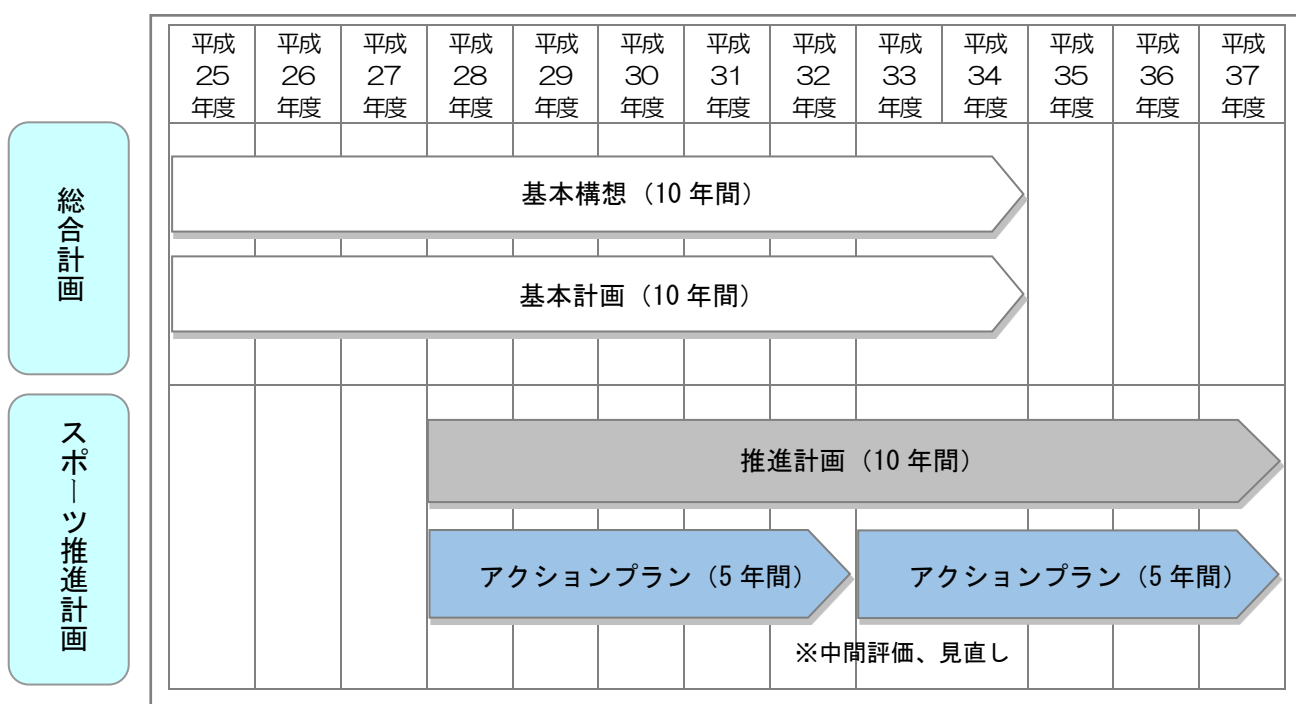 平成 平成 平成 平成 平成 平成 平成 平成 平成 平成 平成 平成 平成
25 26 27 28 29 30 31 32 33 34 35 36 37
年度 年度 年度 年度 年度 年度 年度 年度 年度 年度 年度 年度 年度
総合計画
基本構想（10 年間）
基本計画（10 年間）
スポーツ推進計画
推進計画（10 年間）
アクションプラン（5 年間） アクションプラン（5 年間）
※中間評価、見直し